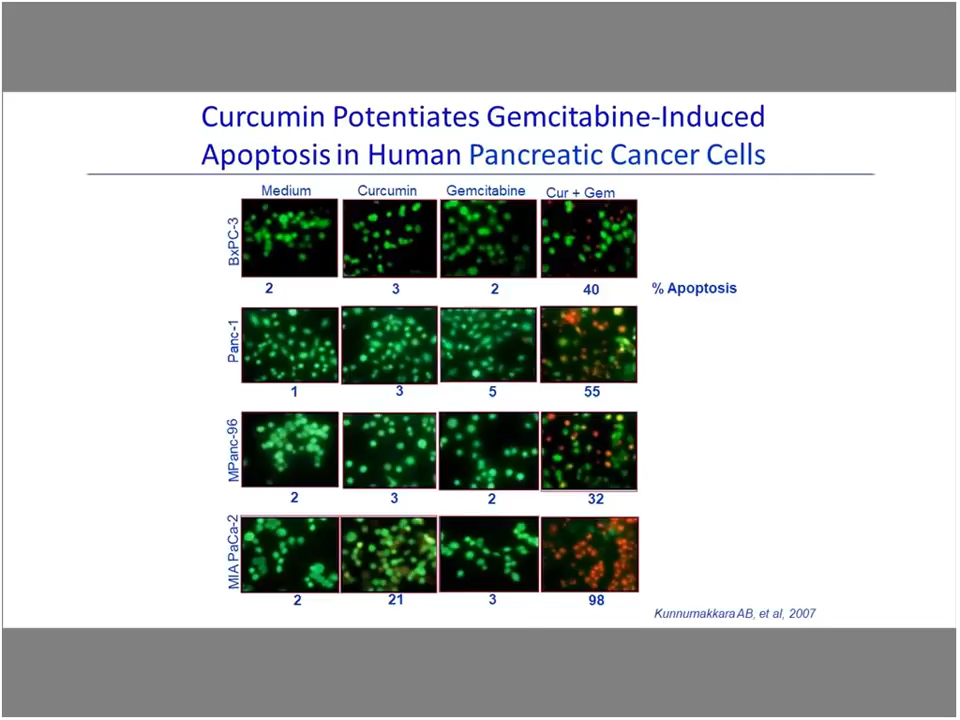 Curcumin Potentiates Gemcitabine-Induced
Apoptosis in Human Pancreatic Cancer Cells
Medium Curcumin Gemcitabine Cur + Gem
BxPC-3
2 3 2 40 % Apoptosis
Panc-1
1 3 5 55
MPanc-96
2 3 2 32
MIA PaCa-2
2 21 3 98
Kunnumakkara AB, et al, 2007